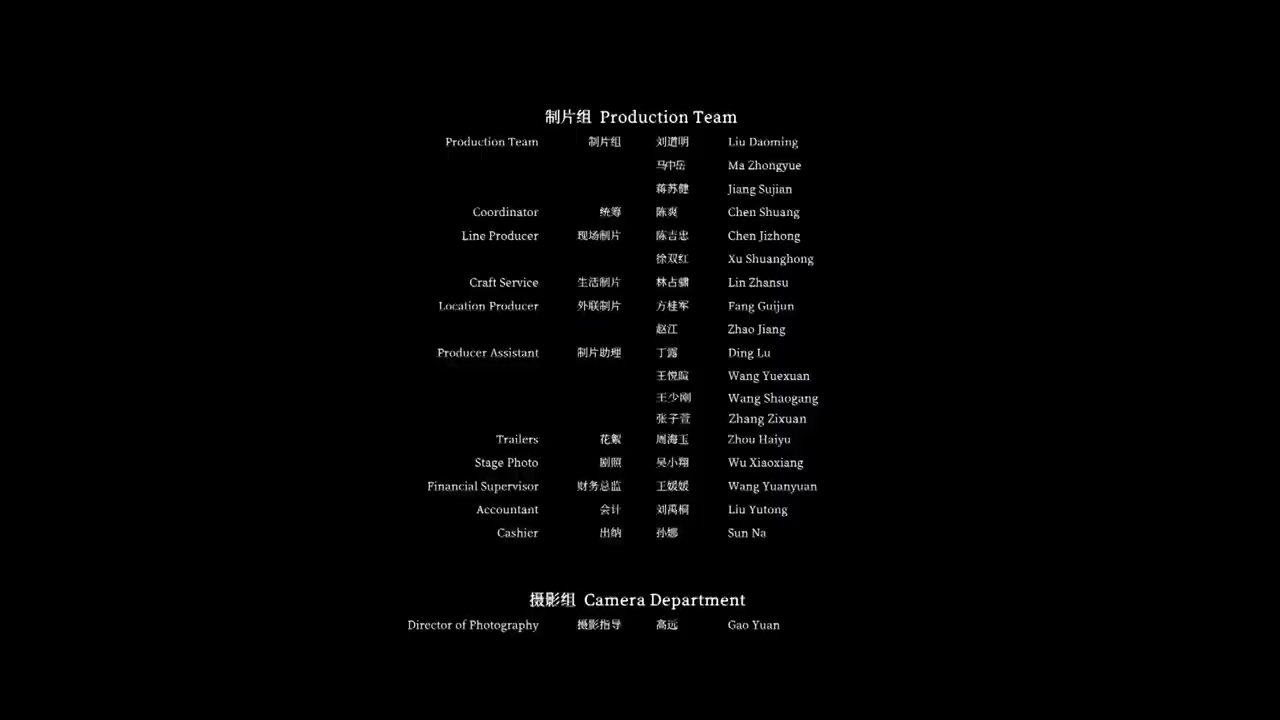 制片组 Production Team
Production Team 制片组 刘道明 Liu Daoming
马中岳 Ma Zhongyue
蒋苏健 Jiang Sujian
Coordinator 统筹 陈爽 Chen Shuang
Line Producer 现场制片 陈吉忠 Chen Jizhong
徐双红 Xu Shuanghong
Craft Service 生活制片 林占骕 Lin Zhansu
Location Producer 外联制片 方桂军 Fang Guijun
赵江 Zhao Jiang
Producer Assistant 制片助理 丁露 Ding Lu
王悦暄 Wang Yuexuan
王少刚 Wang Shaogang
张子萱 Zhang Zixuan
Trailers 花絮 周海玉 Zhou Haiyu
Stage Photo 剧照 吴小翔 Wu Xiaoxiang
Financial Supervisor 财务总监 王媛媛 Wang Yuanyuan
Accountant 会计 刘禹桐 Liu Yutong
Cashier 出纳 孙娜 Sun Na
摄影组 Camera Department
Director of Photography 摄影指导 高远 Gao Yuan